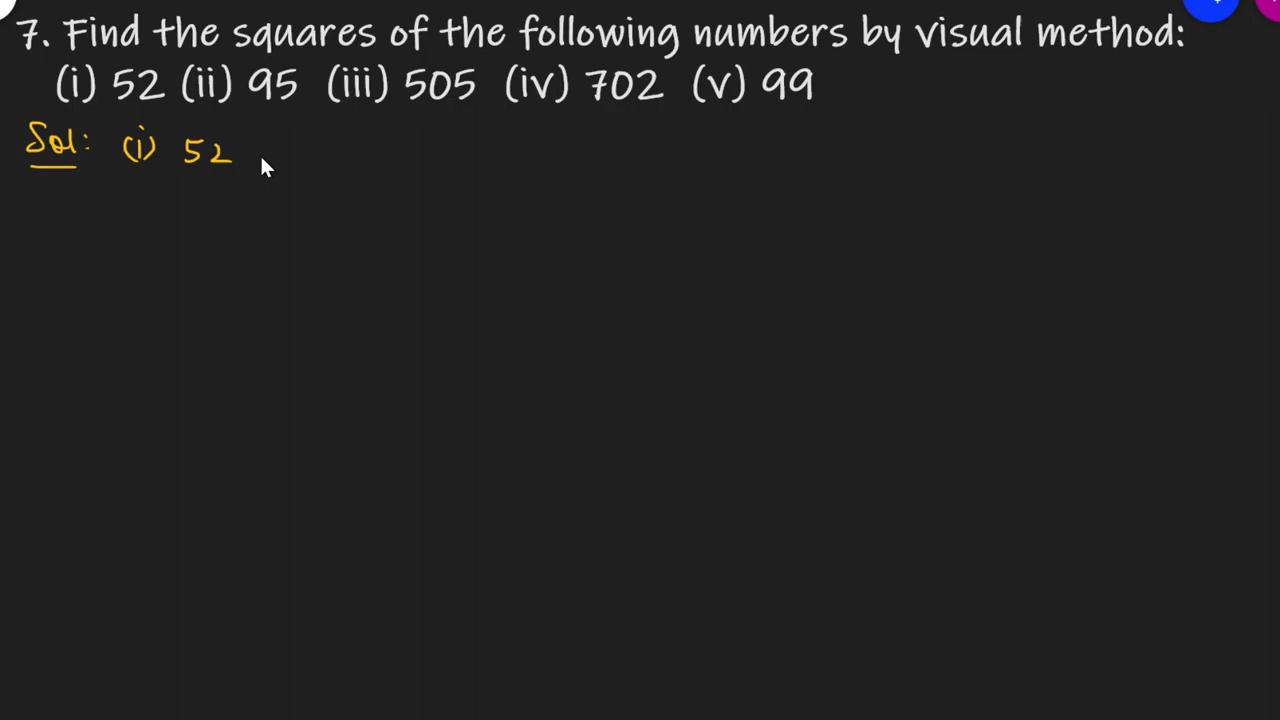 7. Find the squares of the following numbers by visual method:
(i) 52 (ii) 95 (iii) 505 (iv) 702 (v) 99
Sol: (i) 52